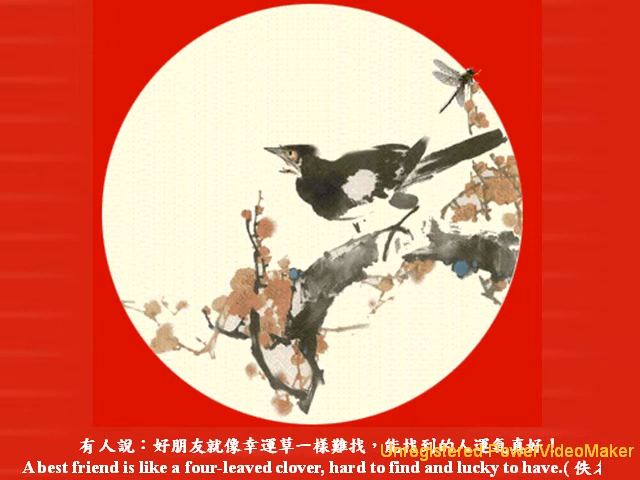 有人說：好朋友就像幸運草一樣難找，能找到的人運氣真好！
Unregistered PowerVideoMaker
A best friend is like a four-leaved clover, hard to find and lucky to have.( 佚